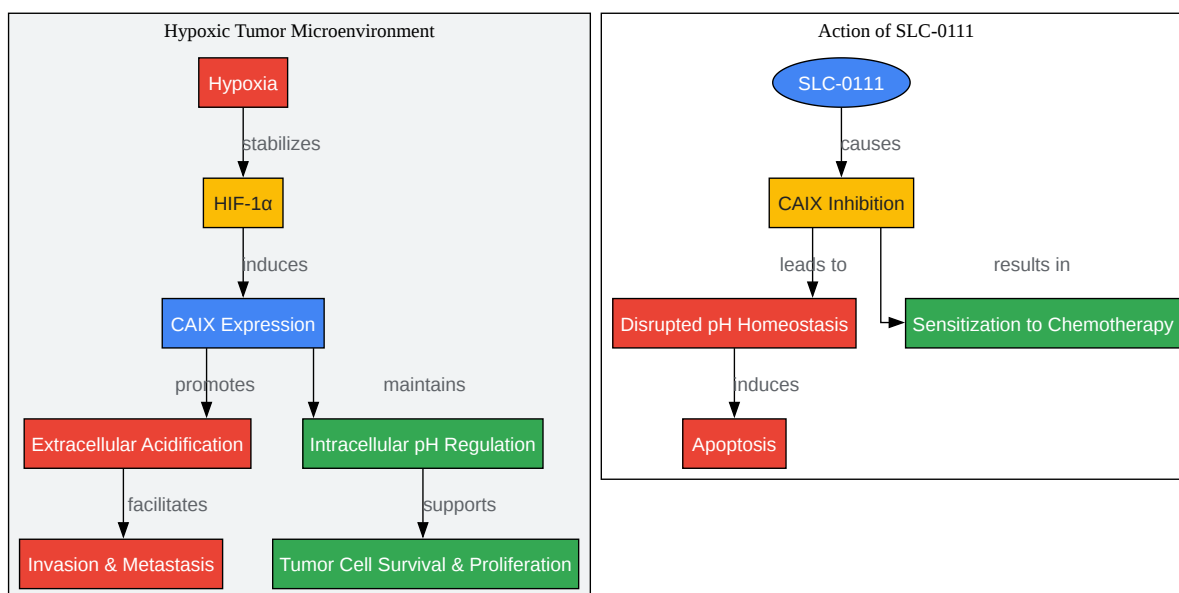 Hypoxic Tumor Microenvironment
Hypoxia
stabilizes
HIF-1α
induces
CAIX Expression
promotes
maintains
Extracellular Acidification
Intracellular pH Regulation
facilitates
supports
Invasion & Metastasis
Tumor Cell Survival & Proliferation
Action of SLC-0111
SLC-0111
causes
CAIX Inhibition
leads to
results in
Disrupted pH Homeostasis
Sensitization to Chemotherapy
induces
Apoptosis